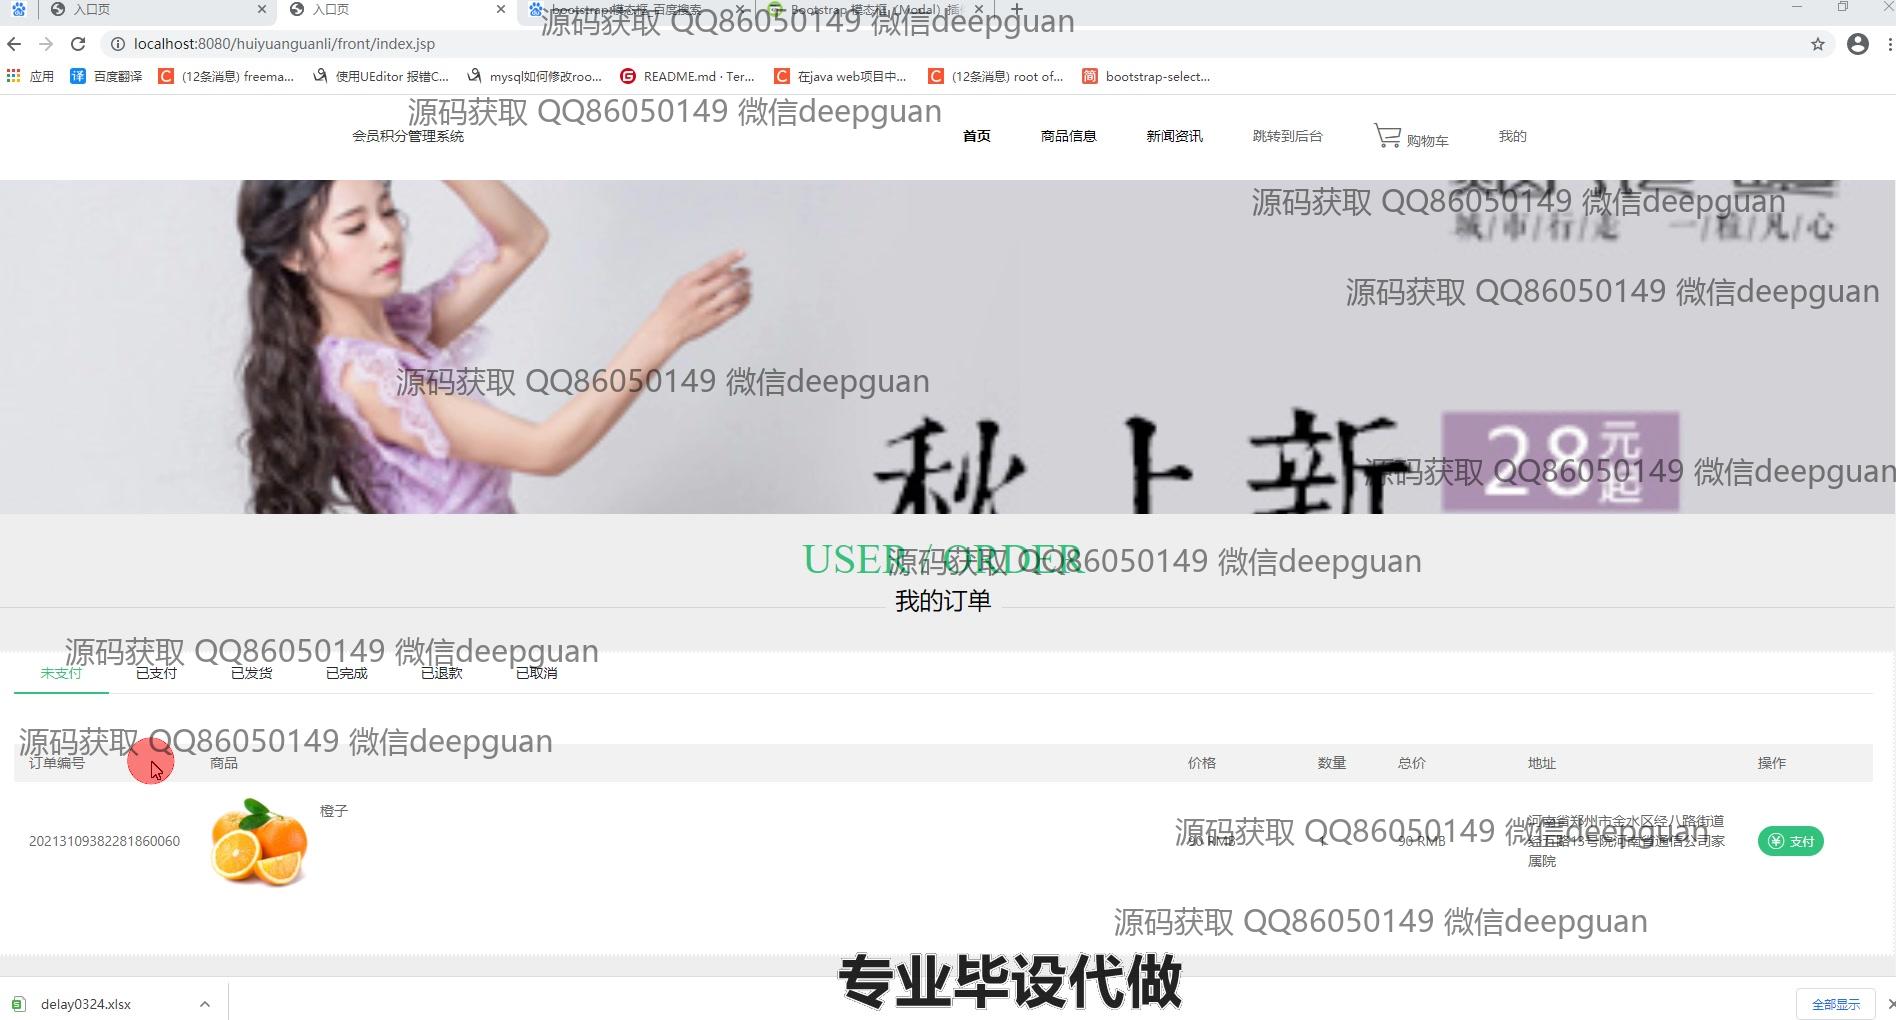 入口页
入口页
bootstrap 模态框_百度搜索
Bootstrap 模态框（Modal）插件
源码获取 QQ86050149 微信deepguan
localhost:8080/huiyuanguanli/front/index.jsp
应用
百度翻译
(12条消息) freema...
使用UEditor 报错C...
mysql如何修改roo...
README.md · Ter...
在java web项目中...
(12条消息) root of...
bootstrap-select...
源码获取 QQ86050149 微信deepguan
会员积分管理系统
首页
商品信息
新闻资讯
跳转到后台
购物车
我的
源码获取 QQ86050149 微信deepguan
城/市/行/走 一/粒/凡/心
源码获取 QQ86050149 微信deepguan
源码获取 QQ86050149 微信deepguan
秋上新
28元起
源码获取 QQ86050149 微信deepguan
USER / ORDER
源码获取 QQ86050149 微信deepguan
我的订单
源码获取 QQ86050149 微信deepguan
未支付
已支付
已发货
已完成
已退款
已取消
源码获取 QQ86050149 微信deepguan
订单编号
商品
价格
数量
总价
地址
操作
20213109382281860060
橙子
90 RMB
1
90 RMB
河南省郑州市金水区经八路街道
经五路13号院河南省通信公司家
属院
支付
源码获取 QQ86050149 微信deepguan
源码获取 QQ86050149 微信deepguan
专业毕设代做
delay0324.xlsx
全部显示